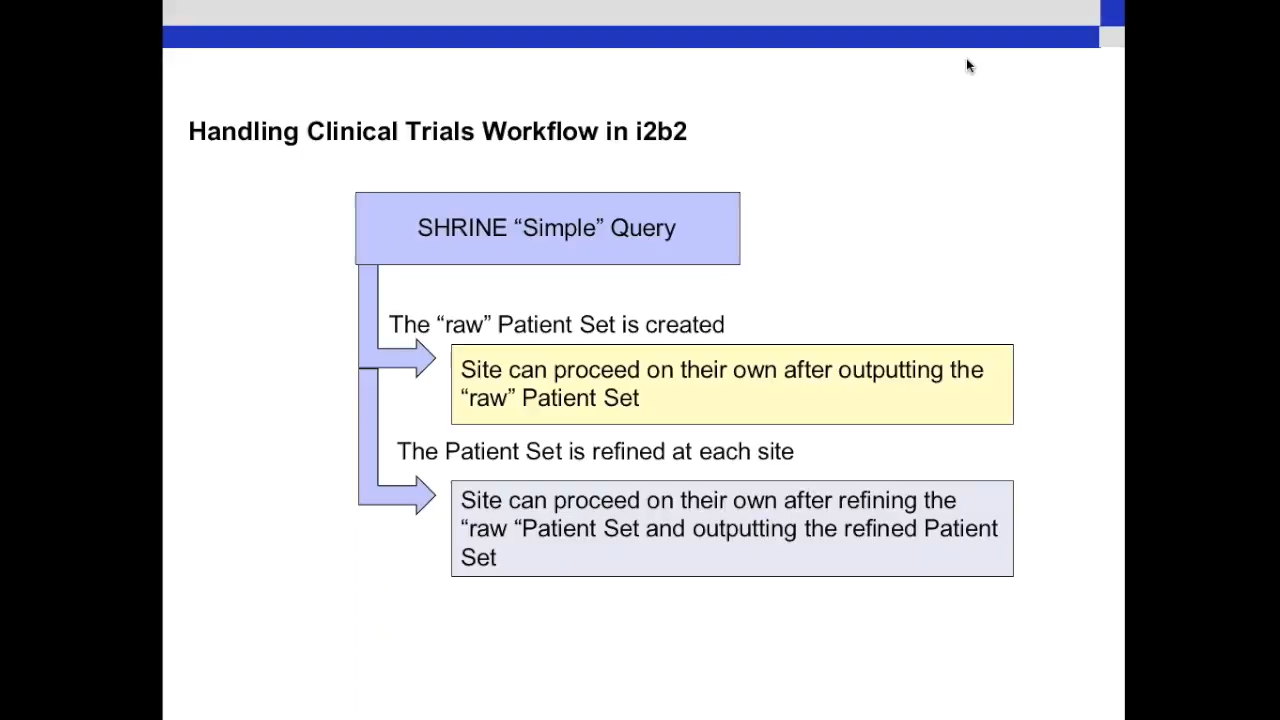 Handling Clinical Trials Workflow in i2b2
SHRINE “Simple” Query
The “raw” Patient Set is created
Site can proceed on their own after outputting the
“raw” Patient Set
The Patient Set is refined at each site
Site can proceed on their own after refining the
“raw “Patient Set and outputting the refined Patient
Set